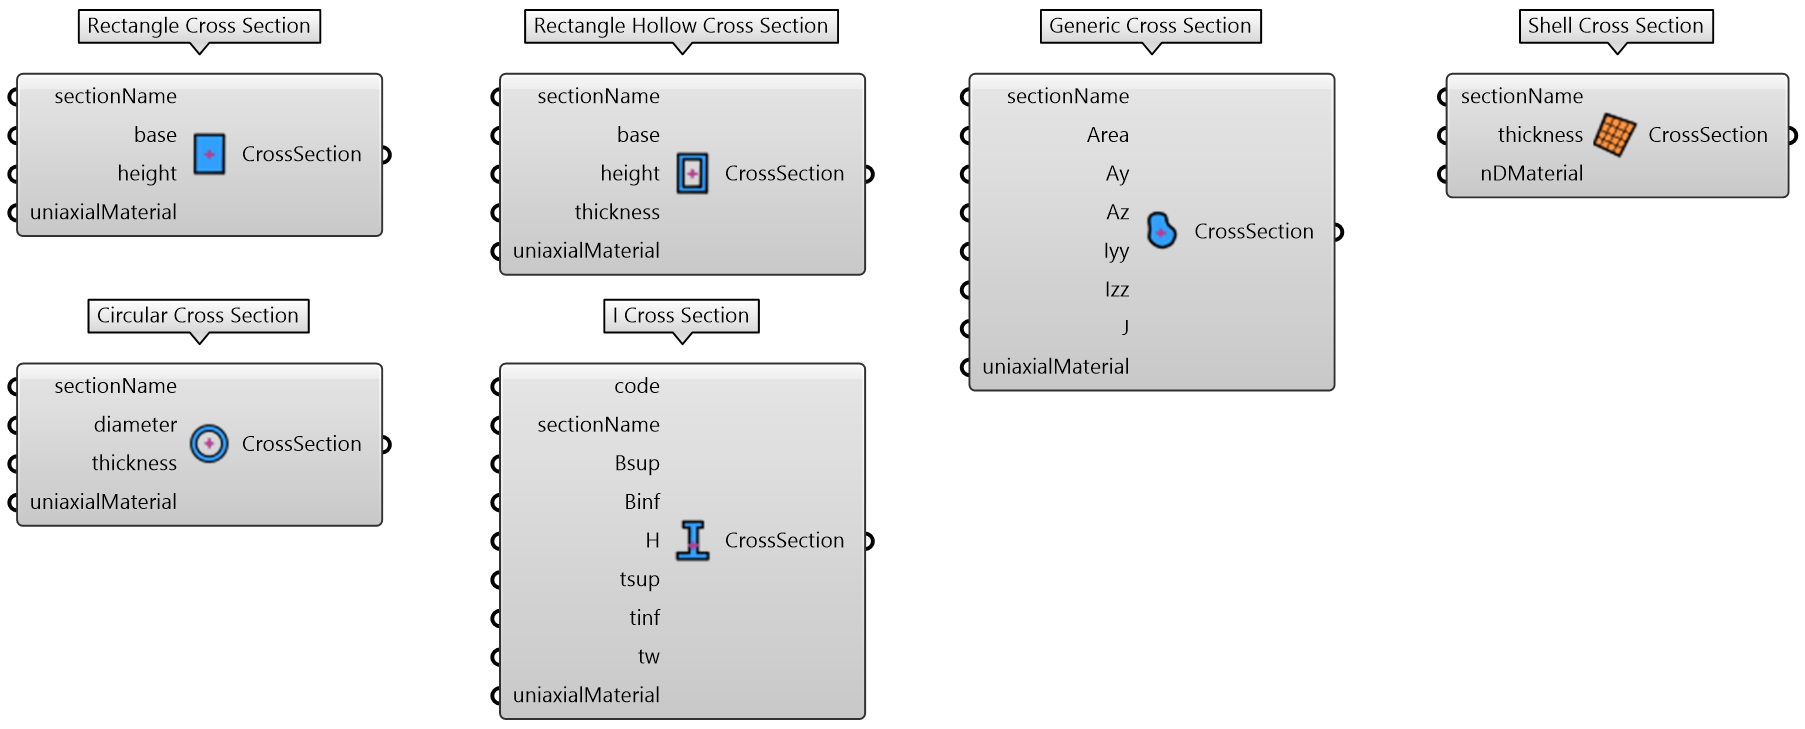 Rectangle Cross Section
sectionName
base
height
uniaxialMaterial
CrossSection
Rectangle Hollow Cross Section
sectionName
base
height
thickness
uniaxialMaterial
CrossSection
Generic Cross Section
sectionName
Area
Ay
Az
Iyy
Izz
J
uniaxialMaterial
CrossSection
Shell Cross Section
sectionName
thickness
nDMaterial
CrossSection
Circular Cross Section
sectionName
diameter
thickness
uniaxialMaterial
CrossSection
I Cross Section
code
sectionName
Bsup
Binf
H
tsup
tinf
tw
uniaxialMaterial
CrossSection